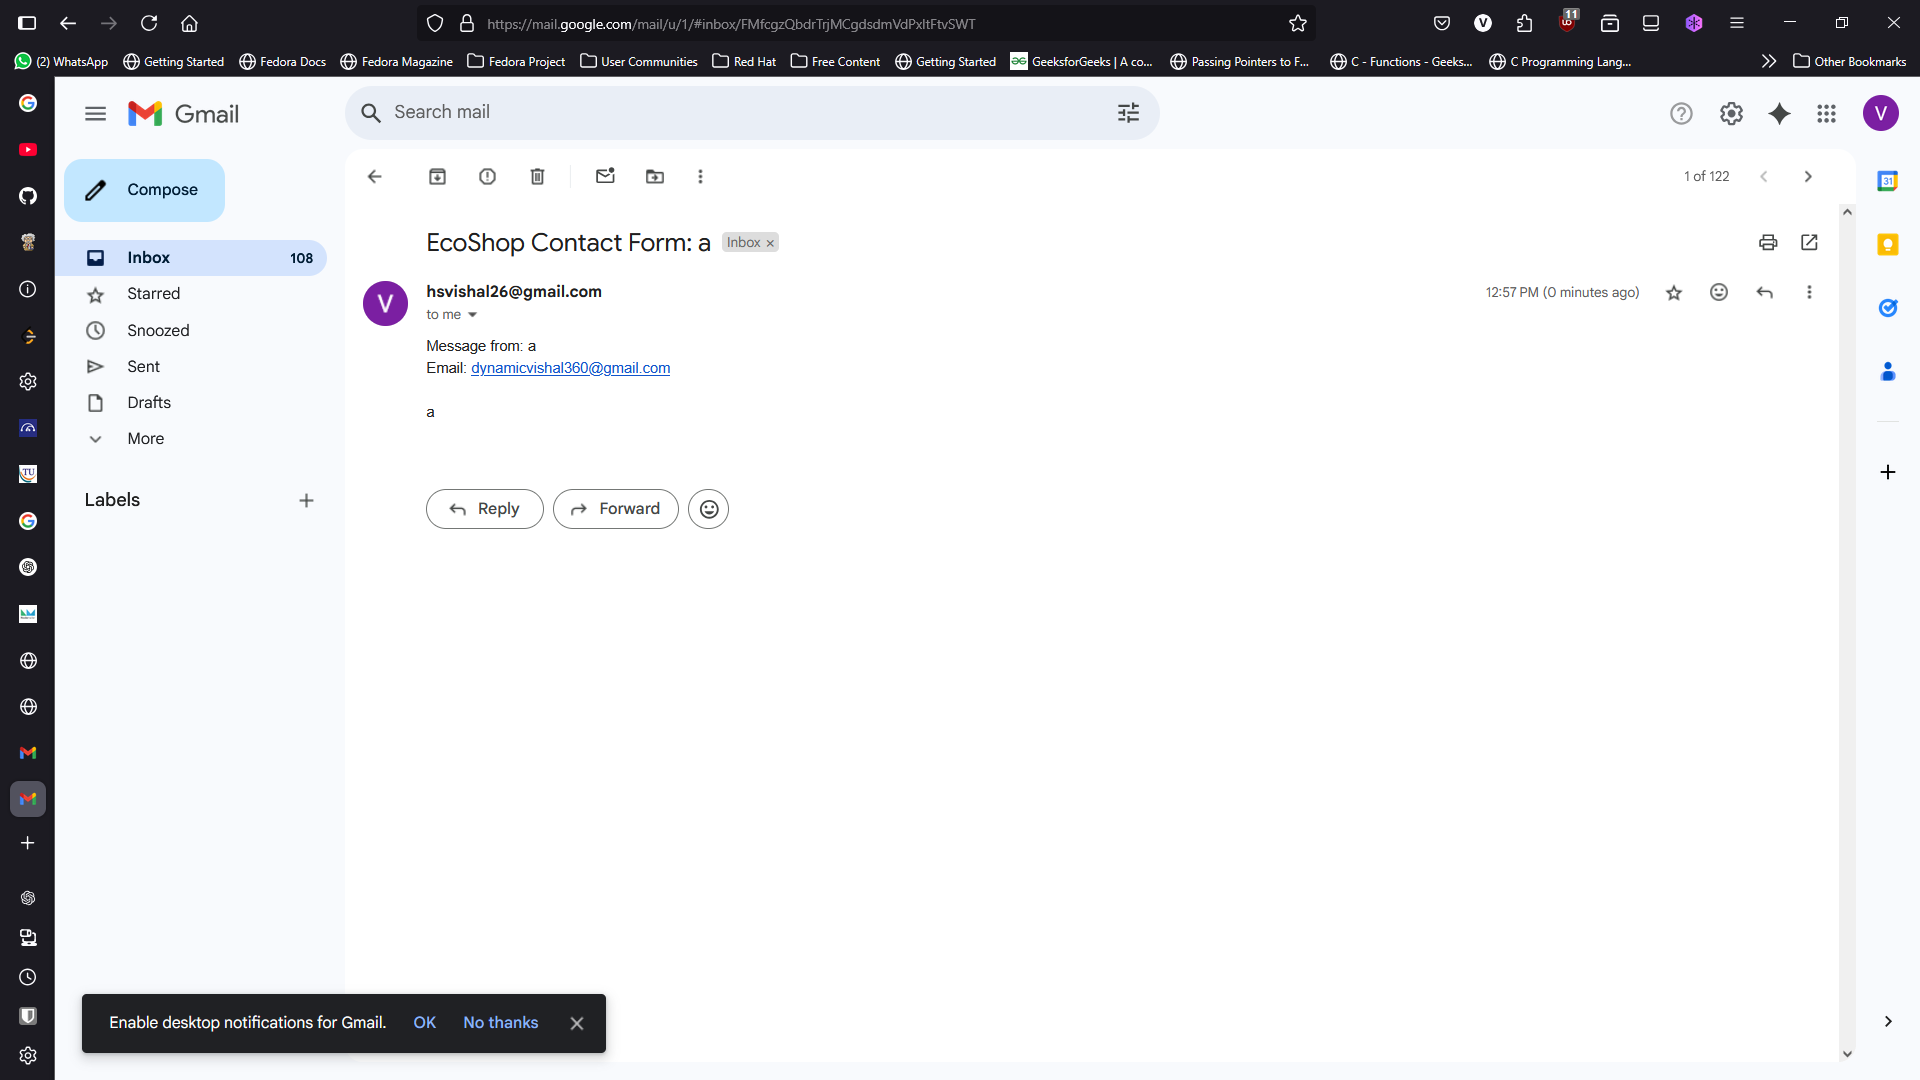 https://mail.google.com/mail/u/1/#inbox/FMfcgzQbdrTrjMCgdsdmVdPxltFtvSWT
11
(2) WhatsApp
Getting Started
Fedora Docs
Fedora Magazine
Fedora Project
User Communities
Red Hat
Free Content
Getting Started
GeeksforGeeks | A co...
Passing Pointers to F...
C - Functions - Geeks...
C Programming Lang...
Other Bookmarks
Gmail
Search mail
V
Compose
1 of 122
31
EcoShop Contact Form: a
Inbox
Inbox 108
Starred
Snoozed
Sent
Drafts
More
Labels
V
hsvishal26@gmail.com
12:57 PM (0 minutes ago)
to me
Message from: a
Email: dynamicvishal360@gmail.com
a
Reply
Forward
TU
Enable desktop notifications for Gmail.
OK
No thanks